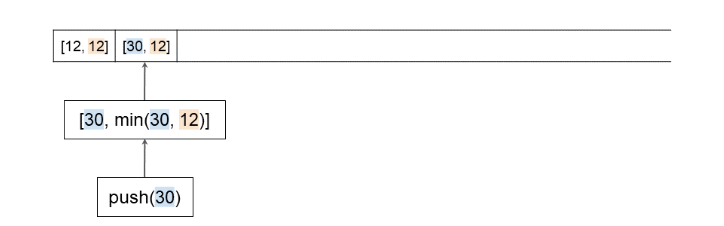 [12, 12] [30, 12]
[30, min(30, 12)]
push(30)